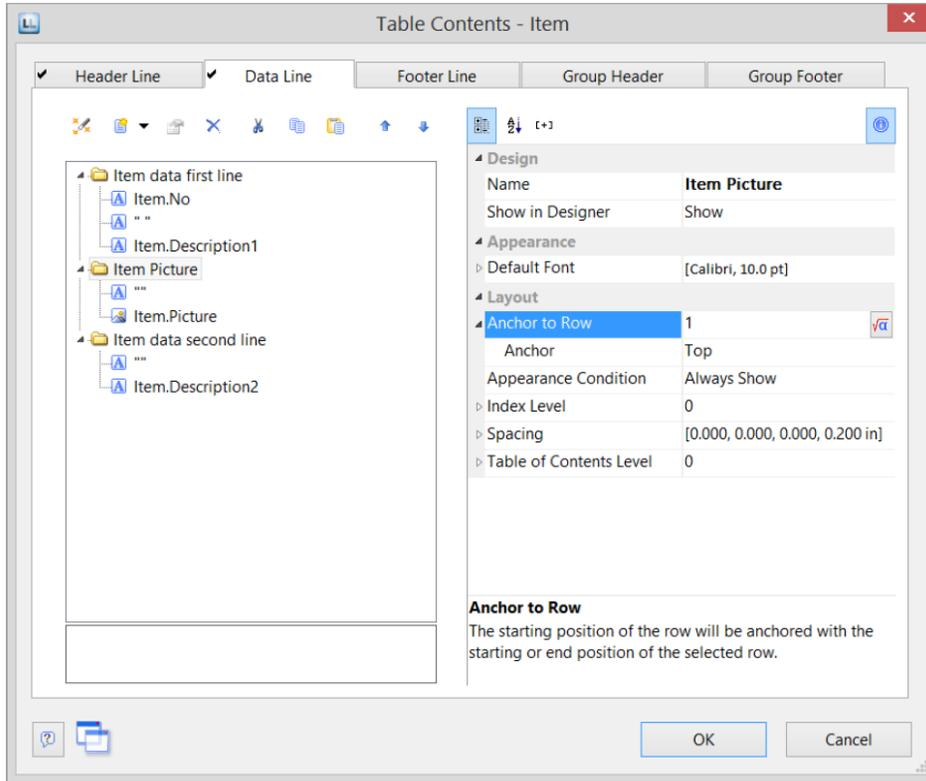 LL
Table Contents - Item
Header Line
Data Line
Footer Line
Group Header
Group Footer
Item data first line
Item.No
" "
Item.Description1
Item Picture
""
Item.Picture
Item data second line
""
Item.Description2
Design
Name Item Picture
Show in Designer Show
Appearance
Default Font [Calibri, 10.0 pt]
Layout
Anchor to Row 1
Anchor Top
Appearance Condition Always Show
Index Level 0
Spacing [0.000, 0.000, 0.000, 0.200 in]
Table of Contents Level 0
Anchor to Row
The starting position of the row will be anchored with the
starting or end position of the selected row.
OK
Cancel